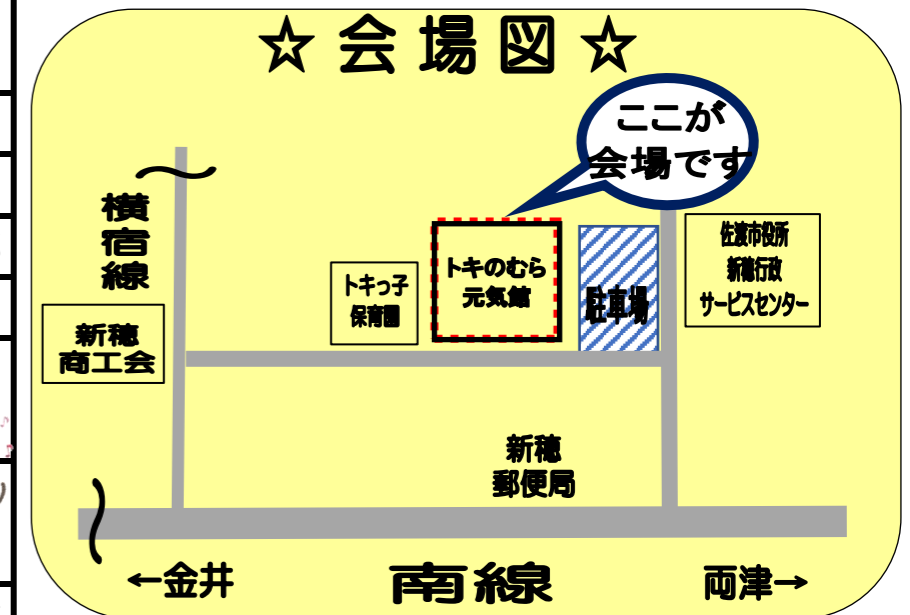 ☆会場図☆
ここが
会場です
横宿線
佐渡市役所
新穂行政
サービスセンター
トキっ子
保育園
トキのむら
元気館
駐車場
新穂
商工会
新穂
郵便局
←金井
南線
両津→